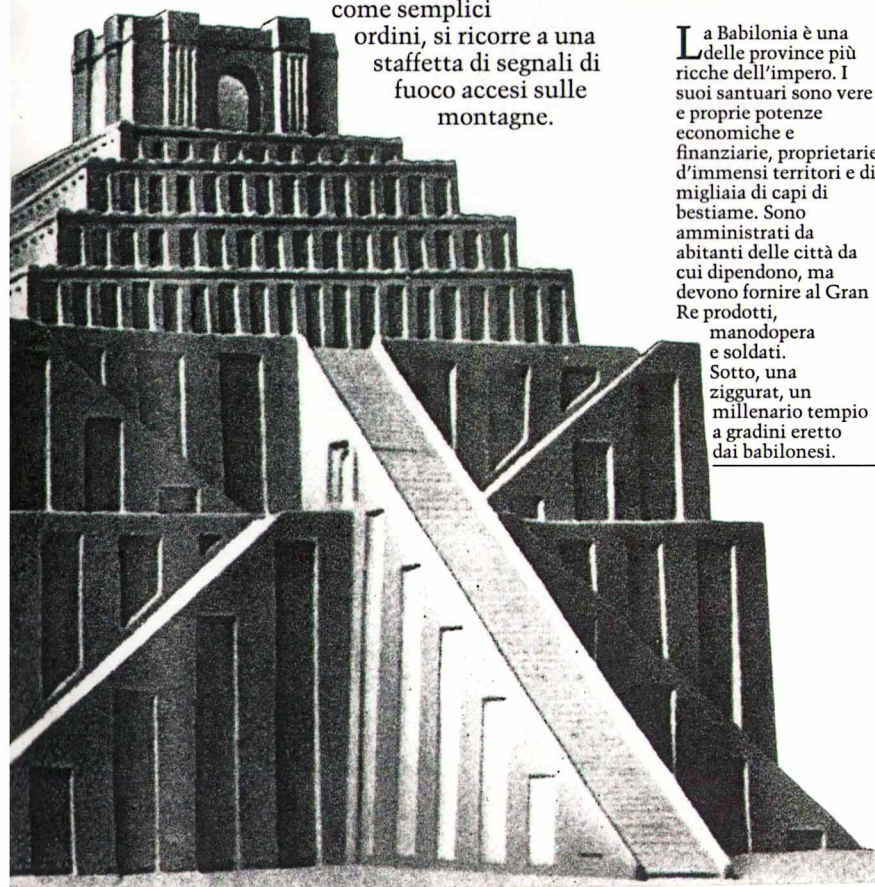 come semplici
ordini, si ricorre a una
staffetta di segnali di
fuoco accesi sulle
montagne.
La Babilonia è una
delle province più
ricche dell'impero. I
suoi santuari sono vere
e proprie potenze
economiche e
finanziarie, proprietarie
d'immensi territori e di
migliaia di capi di
bestiame. Sono
amministrati da
abitanti delle città da
cui dipendono, ma
devono fornire al Gran
Re prodotti,
manodopera
e soldati.
Sotto, una
ziggurat, un
millenario tempio
a gradini eretto
dai babilonesi.